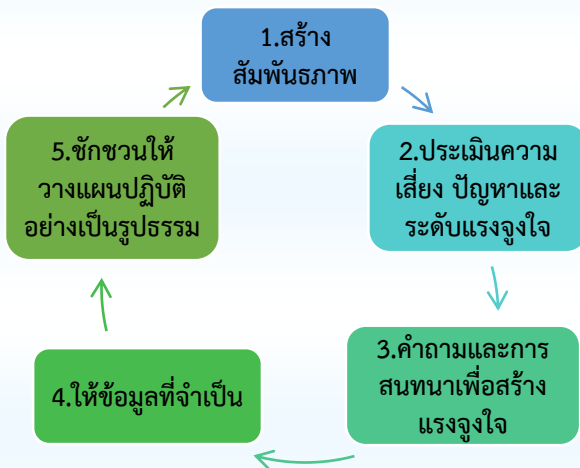 1.สร้าง
สัมพันธภาพ
2.ประเมินความ
เสี่ยง ปัญหาและ
ระดับแรงจูงใจ
3.คำถามและการ
สนทนาเพื่อสร้าง
แรงจูงใจ
4.ให้ข้อมูลที่จำเป็น
5.ชักชวนให้
วางแผนปฏิบัติ
อย่างเป็นรูปธรรม